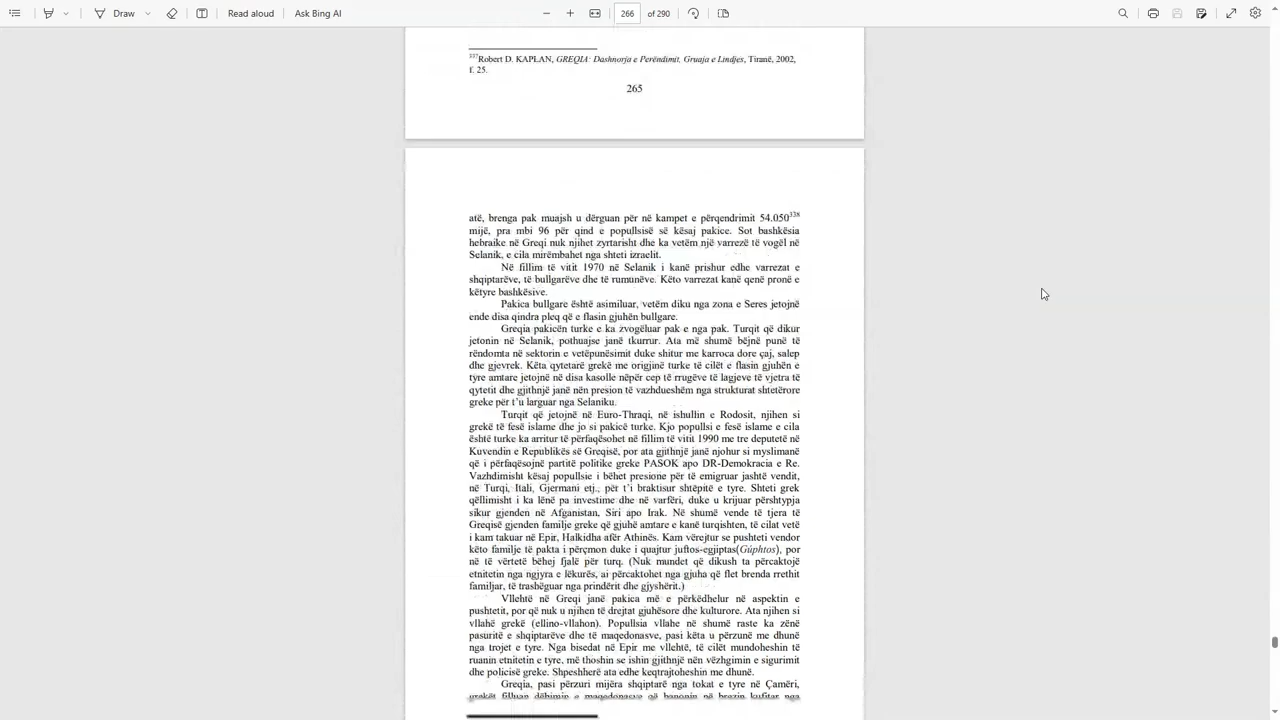 Draw
Read aloud
Ask Bing AI
266 of 290
³³⁷Robert D. KAPLAN, GREQIA: Dashnorja e Perëndimit, Gruaja e Lindjes, Tiranë, 2002,
f. 25.
265
atë, brenga pak muajsh u dërguan për në kampet e përqendrimit 54.050³³⁸
mijë, pra mbi 96 për qind e popullsisë së kësaj pakice. Sot bashkësia
hebraike në Greqi nuk njihet zyrtarisht dhe ka vetëm një varrezë të vogël në
Selanik, e cila mirëmbahet nga shteti izraelit.
Në fillim të vitit 1970 në Selanik i kanë prishur edhe varrezat e
shqiptarëve, të bullgarëve dhe të rumunëve. Këto varrezat kanë qenë pronë e
këtyre bashkësive.
Pakica bullgare është asimiluar, vetëm diku nga zona e Seres jetojnë
ende disa qindra pleq që e flasin gjuhën bullgare.
Greqia pakicën turke e ka zvogëluar pak e nga pak. Turqit që dikur
jetonin në Selanik, pothuajse janë tkurrur. Ata më shumë bëjnë punë të
rëndomta në sektorin e vetëpunësimit duke shitur me karroca dore çaj, salep
dhe gjevrek. Këta qytetarë grekë me origjinë turke të cilët e flasin gjuhën e
tyre amtare jetojnë në disa kasolle nëpër cep të rrugëve të lagjeve të vjetra të
qytetit dhe gjithnjë janë nën presion të vazhdueshëm nga strukturat shtetërore
greke për t’u larguar nga Selaniku.
Turqit që jetojnë në Euro-Thraqi, në ishullin e Rodosit, njihen si
grekë të fesë islame dhe jo si pakicë turke. Kjo popullsi e fesë islame e cila
është turke ka arritur të përfaqësohet në fillim të vitit 1990 me tre deputetë në
Kuvendin e Republikës së Greqisë, por ata gjithnjë janë njohur si myslimanë
që i përfaqësojnë partitë politike greke PASOK apo DR-Demokracia e Re.
Vazhdimisht kësaj popullsie i bëhet presione për të emigruar jashtë vendit,
në Turqi, Itali, Gjermani etj., për t’i braktisur shtëpitë e tyre. Shteti grek
qëllimisht i ka lënë pa investime dhe në varfëri, duke u krijuar përshtypja
sikur gjenden në Afganistan, Siri apo Irak. Në shumë vende të tjera të
Greqisë gjenden familje greke që gjuhë amtare e kanë turqishten, të cilat vetë
i kam takuar në Epir, Halkidha afër Athinës. Kam vërejtur se pushteti vendor
këto familje të pakta i përçmon duke i quajtur juftos-egjiptas(Gúphtos), por
në të vërtetë bëhej fjalë për turq. (Nuk mundet që dikush ta përcaktojë
etnitetin nga ngjyra e lëkurës, ai përcaktohet nga gjuha që flet brenda rrethit
familjar, të trashëguar nga prindërit dhe gjyshërit.)
Vllehtë në Greqi janë pakica më e përkëdhelur në aspektin e
pushtetit, por që nuk u njihen të drejtat gjuhësore dhe kulturore. Ata njihen si
vllahë grekë (ellino-vllahon). Popullsia vllahe në shumë raste ka zënë
pasuritë e shqiptarëve dhe të maqedonasve, pasi këta u përzunë me dhunë
nga trojet e tyre. Nga bisedat në Epir me vllehtë, të cilët mundoheshin të
ruanin etnitetin e tyre, më thoshin se ishin gjithnjë nën vëzhgimin e sigurimit
dhe policisë greke. Shpeshherë ata edhe keqtrajtoheshin me dhunë.
Greqia, pasi përzuri mijëra shqiptarë nga tokat e tyre në Çamëri,
grekët filluan dëbimin e maqedonasve që banonin në brezin kufitar nga